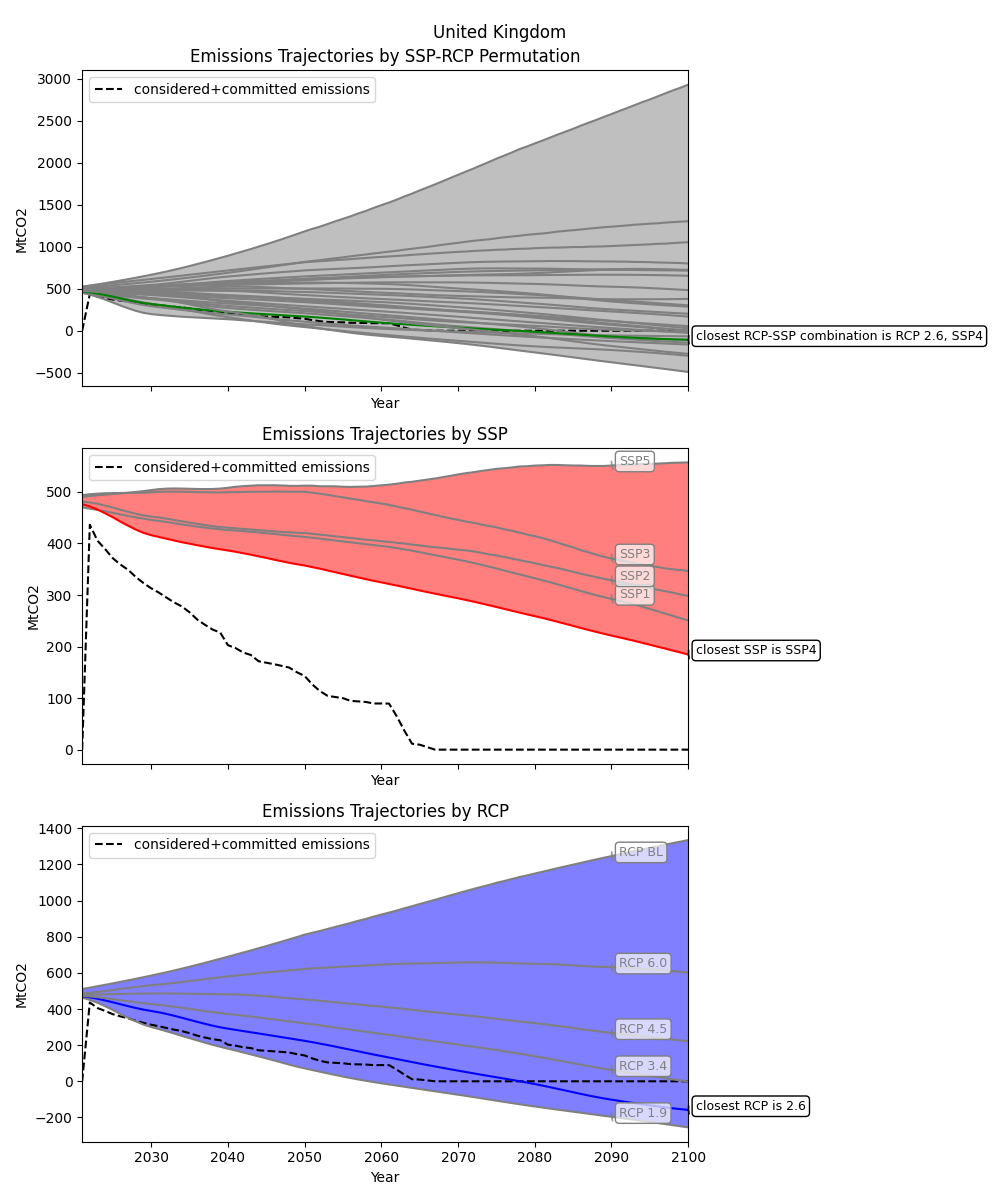 United Kingdom
Emissions Trajectories by SSP-RCP Permutation
considered+committed emissions
3000
2500
2000
1500
1000
500
0
−500
MtCO2
closest RCP-SSP combination is RCP 2.6, SSP4
Year
Emissions Trajectories by SSP
considered+committed emissions
500
400
300
200
100
0
MtCO2
SSP5
SSP3
SSP2
SSP1
closest SSP is SSP4
Year
Emissions Trajectories by RCP
considered+committed emissions
1400
1200
1000
800
600
400
200
0
−200
MtCO2
RCP BL
RCP 6.0
RCP 4.5
RCP 3.4
RCP 1.9
closest RCP is 2.6
2030 2040 2050 2060 2070 2080 2090 2100
Year